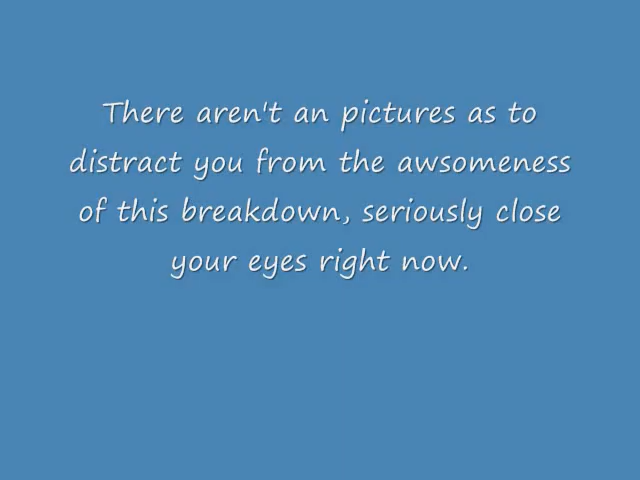 There aren't an pictures as to
distract you from the awsomeness
of this breakdown, seriously close
your eyes right now.